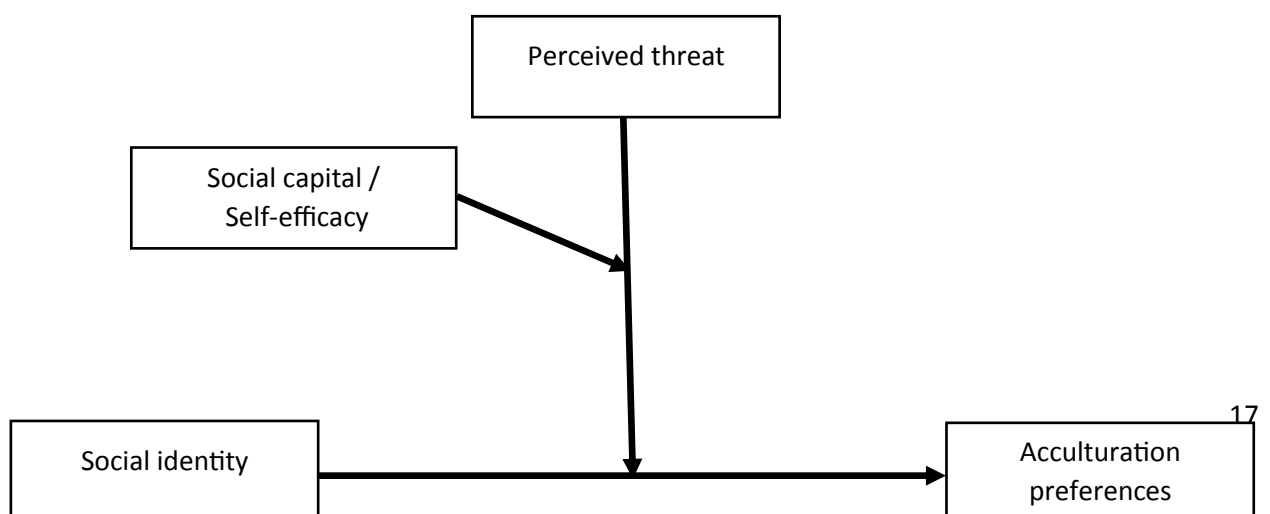 Perceived threat
Social capital /
Self-efficacy
17
Social identity
Acculturation
preferences